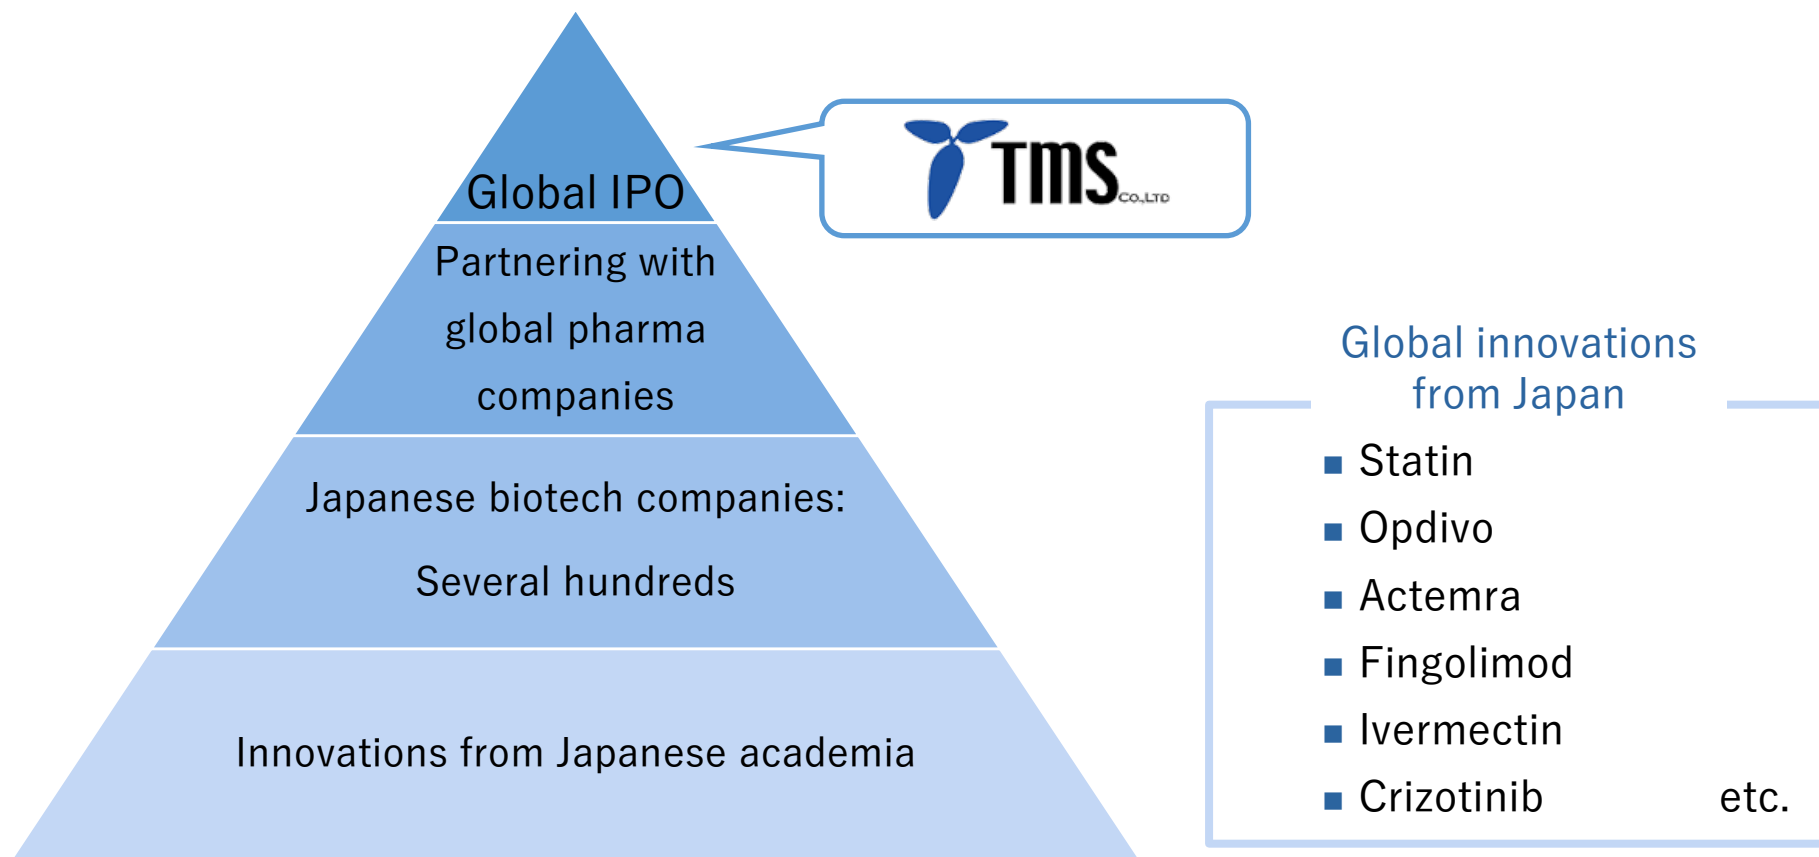 Global IPO
Partnering with
global pharma
companies
Japanese biotech companies:
Several hundreds
Innovations from Japanese academia
TMS CO.,LTD
Global innovations
from Japan
Statin
Opdivo
Actemra
Fingolimod
Ivermectin
Crizotinib etc.